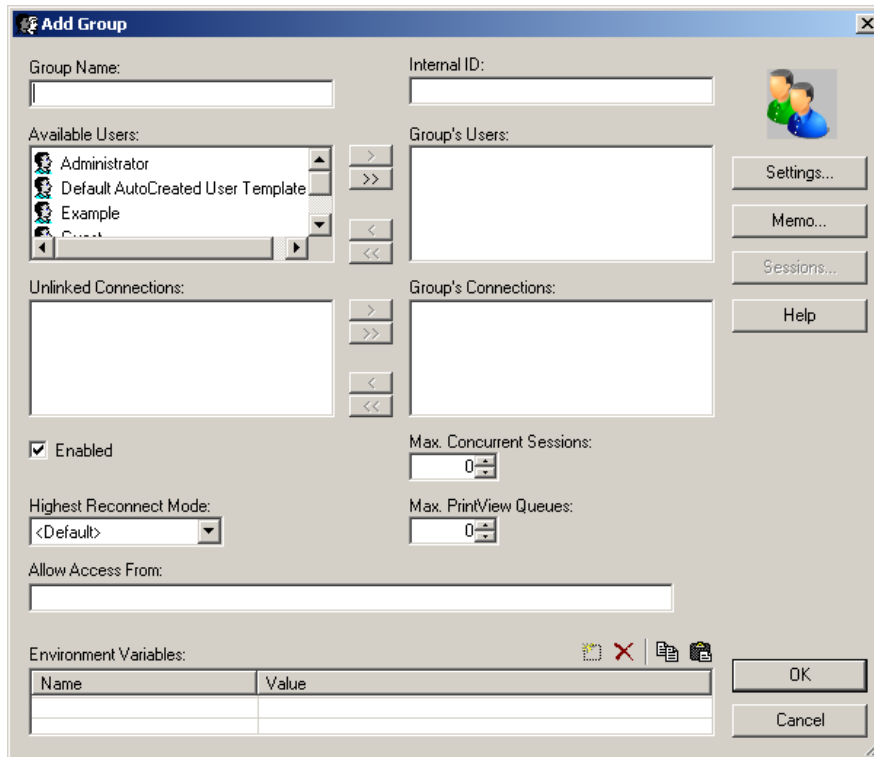 Add Group
Group Name:
Internal ID:
Available Users:
Administrator
Default AutoCreated User Template
Example
>
>>
<
<<
Group's Users:
Settings...
Memo...
Sessions...
Help
Unlinked Connections:
>
>>
<
<<
Group's Connections:
Enabled
Max. Concurrent Sessions:
0
Highest Reconnect Mode:
<Default>
Max. PrintView Queues:
0
Allow Access From:
Environment Variables:
Name Value
OK
Cancel